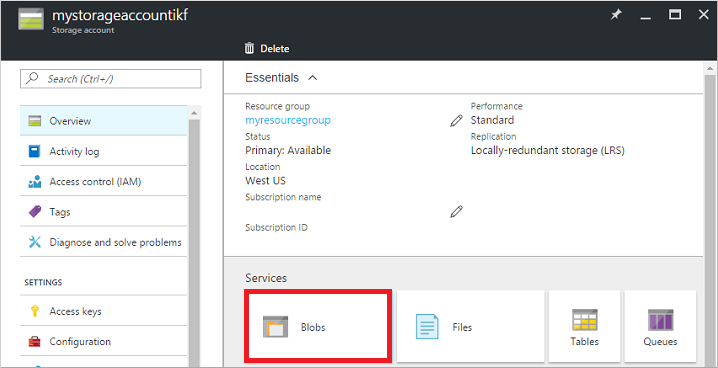 mystorageaccountikf
Storage account
Delete
Search (Ctrl+/)
Overview
Activity log
Access control (IAM)
Tags
Diagnose and solve problems
SETTINGS
Access keys
Configuration
Essentials
Resource group
myresourcegroup
Status
Primary: Available
Location
West US
Subscription name
Subscription ID
Performance
Standard
Replication
Locally-redundant storage (LRS)
Services
Blobs
Files
Tables
Queues